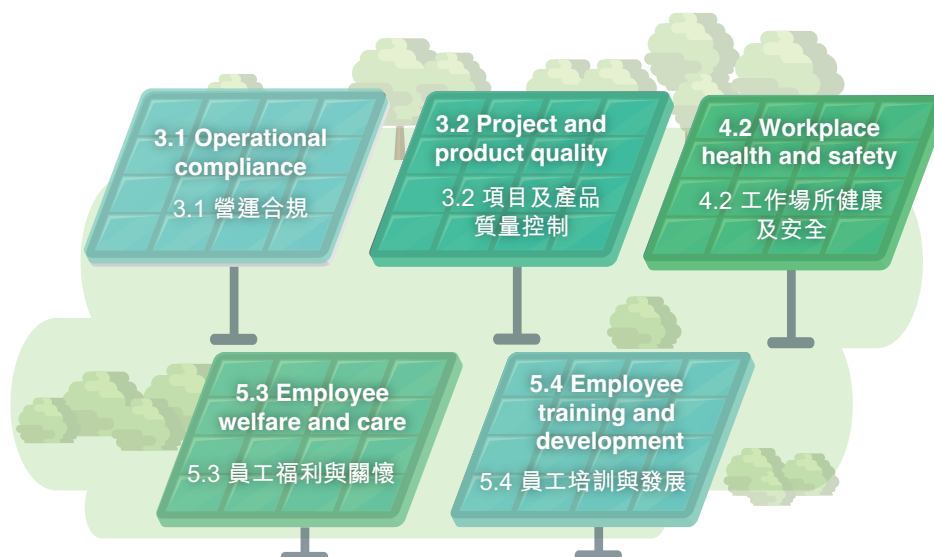 3.1 Operational
compliance
3.1 營運合規
3.2 Project and
product quality
3.2 項目及產品
質量控制
4.2 Workplace
health and safety
4.2 工作場所健康
及安全
5.3 Employee
welfare and care
5.3 員工福利與關懷
5.4 Employee
training and
development
5.4 員工培訓與發展